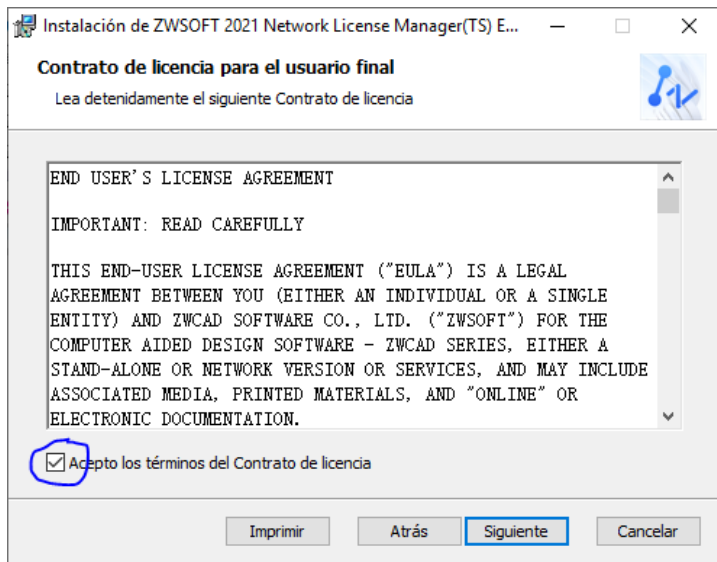 Instalación de ZWSOFT 2021 Network License Manager(TS) E...
Contrato de licencia para el usuario final
Lea detenidamente el siguiente Contrato de licencia
END USER'S LICENSE AGREEMENT
IMPORTANT: READ CAREFULLY
THIS END-USER LICENSE AGREEMENT ("EULA") IS A LEGAL
AGREEMENT BETWEEN YOU (EITHER AN INDIVIDUAL OR A SINGLE
ENTITY) AND ZWCAD SOFTWARE CO., LTD. ("ZWSOFT") FOR THE
COMPUTER AIDED DESIGN SOFTWARE - ZWCAD SERIES, EITHER A
STAND-ALONE OR NETWORK VERSION OR SERVICES, AND MAY INCLUDE
ASSOCIATED MEDIA, PRINTED MATERIALS, AND "ONLINE" OR
ELECTRONIC DOCUMENTATION.
Acepto los términos del Contrato de licencia
Imprimir Atrás Siguiente Cancelar